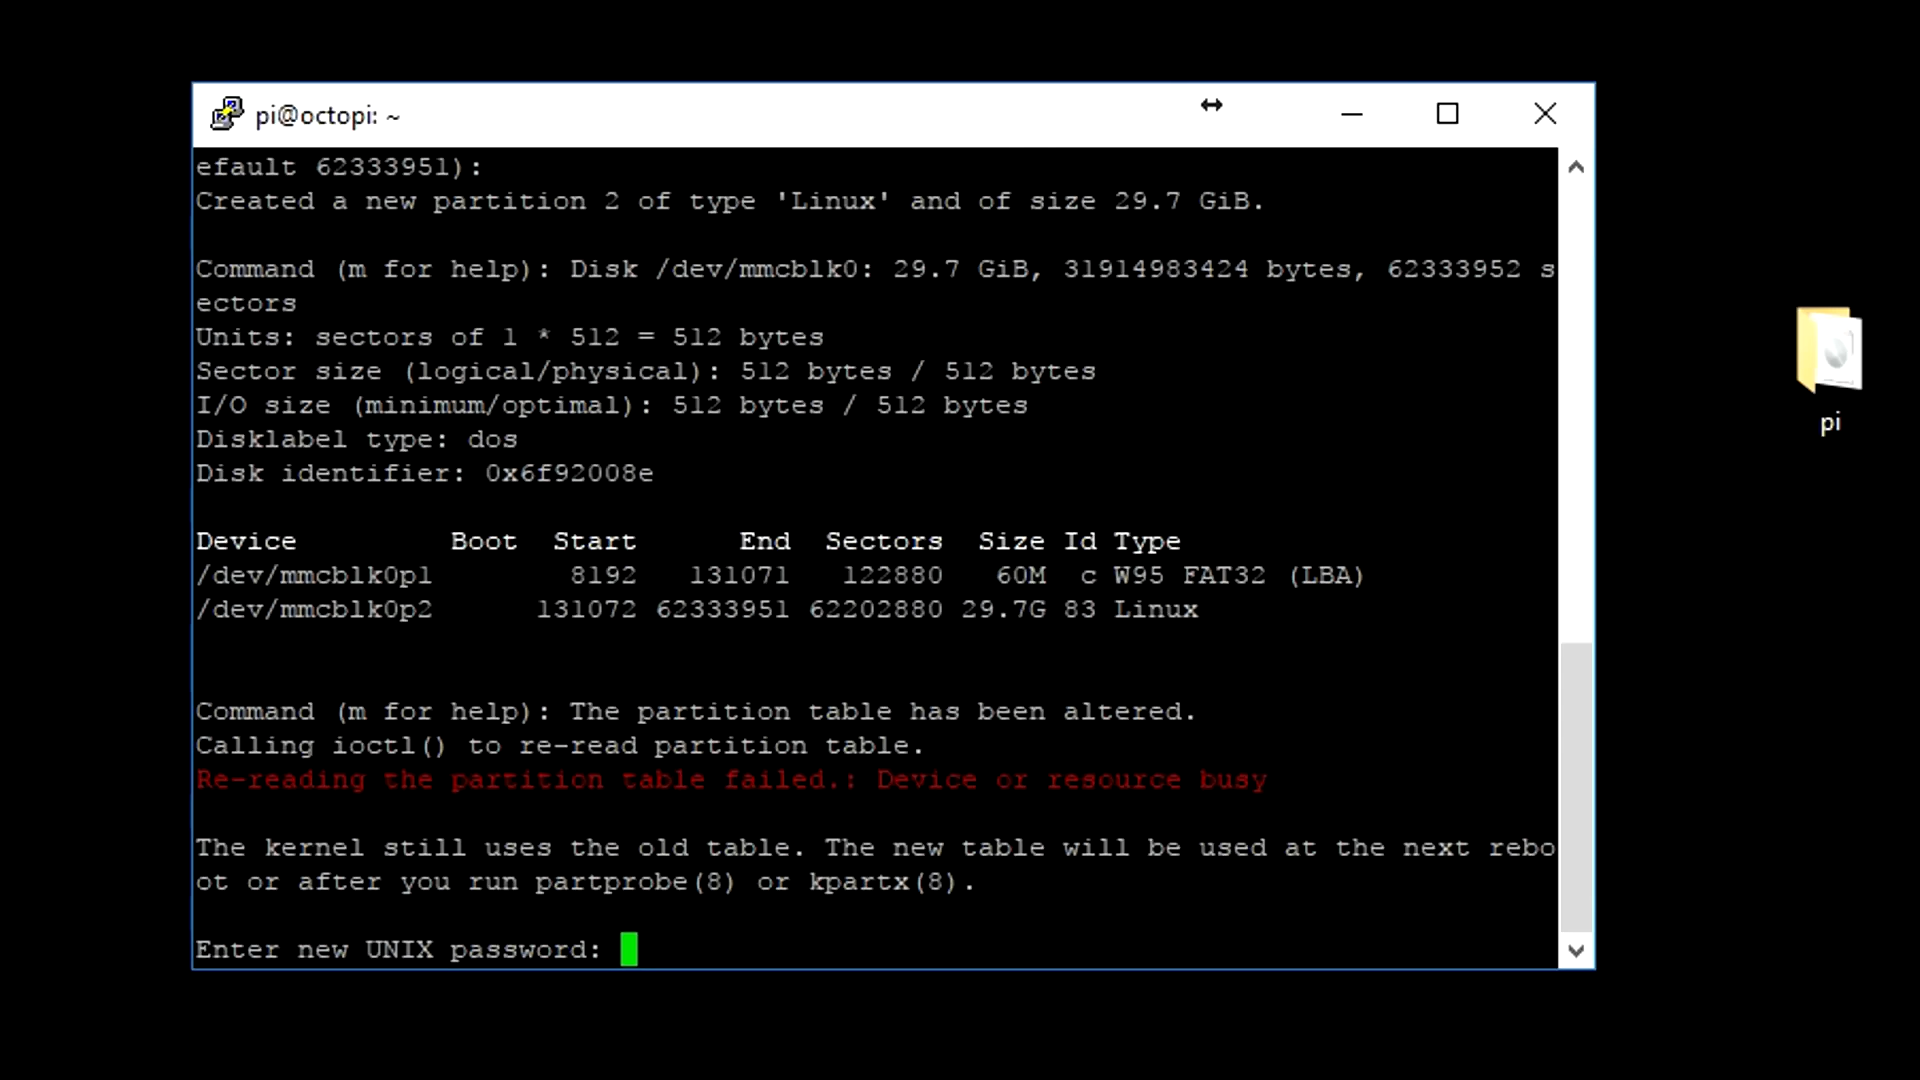 pi@octopi: ~
efault 62333951):
Created a new partition 2 of type 'Linux' and of size 29.7 GiB.
Command (m for help): Disk /dev/mmcblk0: 29.7 GiB, 31914983424 bytes, 62333952 s
ectors
Units: sectors of 1 * 512 = 512 bytes
Sector size (logical/physical): 512 bytes / 512 bytes
I/O size (minimum/optimal): 512 bytes / 512 bytes
Disklabel type: dos
Disk identifier: 0x6f92008e
Device Boot Start End Sectors Size Id Type
/dev/mmcblk0p1 8192 131071 122880 60M c W95 FAT32 (LBA)
/dev/mmcblk0p2 131072 62333951 62202880 29.7G 83 Linux
Command (m for help): The partition table has been altered.
Calling ioctl() to re-read partition table.
Re-reading the partition table failed.: Device or resource busy
The kernel still uses the old table. The new table will be used at the next rebo
ot or after you run partprobe(8) or kpartx(8).
Enter new UNIX password:
pi